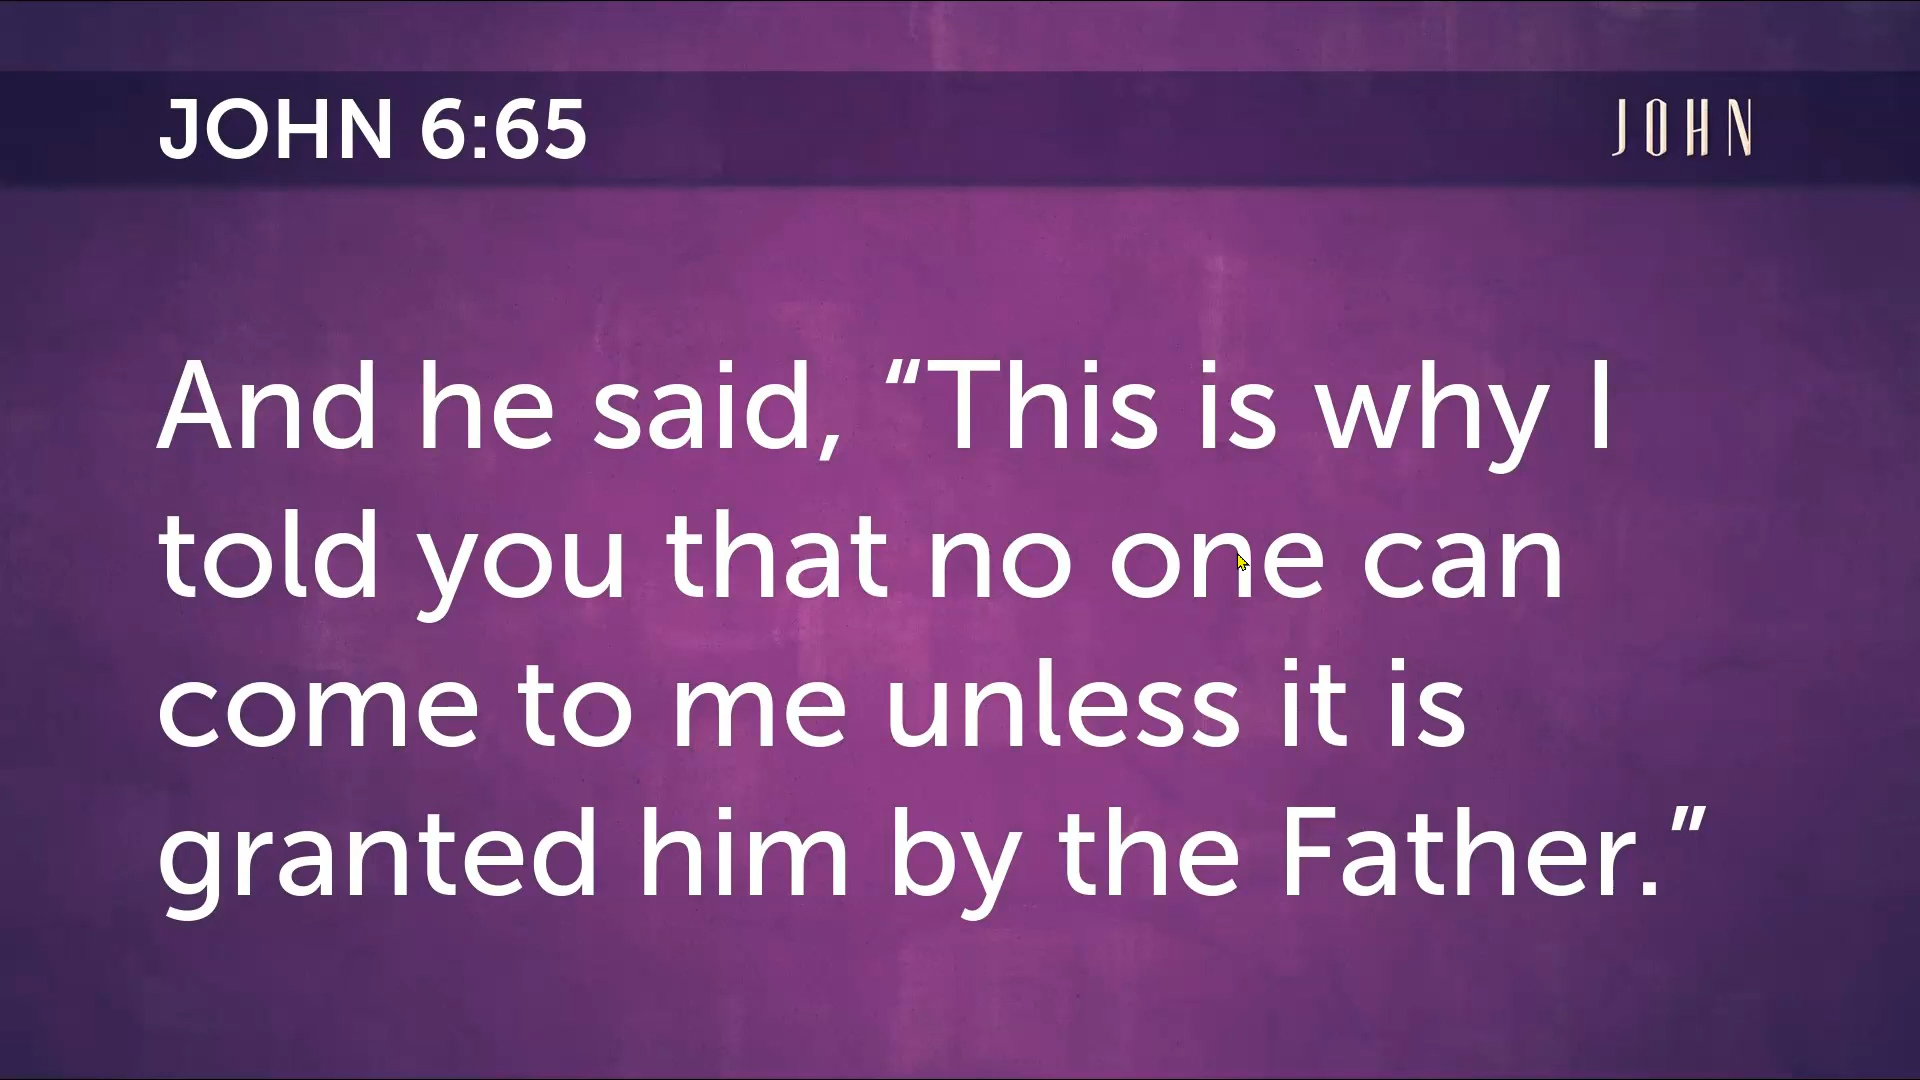 JOHN 6:65
JOHN
And he said, “This is why I
told you that no one can
come to me unless it is
granted him by the Father.”